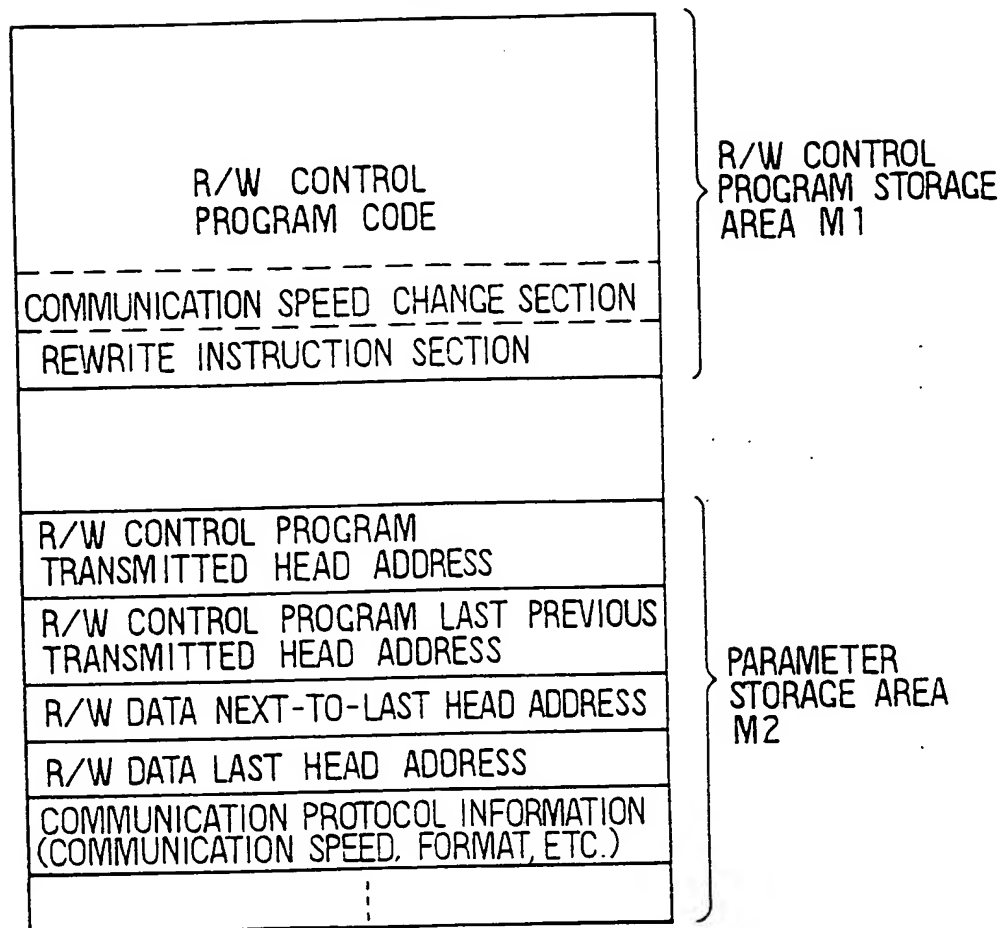 R/W CONTROL
PROGRAM CODE
COMMUNICATION SPEED CHANGE SECTION
REWRITE INSTRUCTION SECTION
R/W CONTROL
PROGRAM STORAGE
AREA M1
R/W CONTROL PROGRAM
TRANSMITTED HEAD ADDRESS
R/W CONTROL PROGRAM LAST PREVIOUS
TRANSMITTED HEAD ADDRESS
R/W DATA NEXT-TO-LAST HEAD ADDRESS
R/W DATA LAST HEAD ADDRESS
COMMUNICATION PROTOCOL INFORMATION
(COMMUNICATION SPEED, FORMAT, ETC.)
PARAMETER
STORAGE AREA
M2